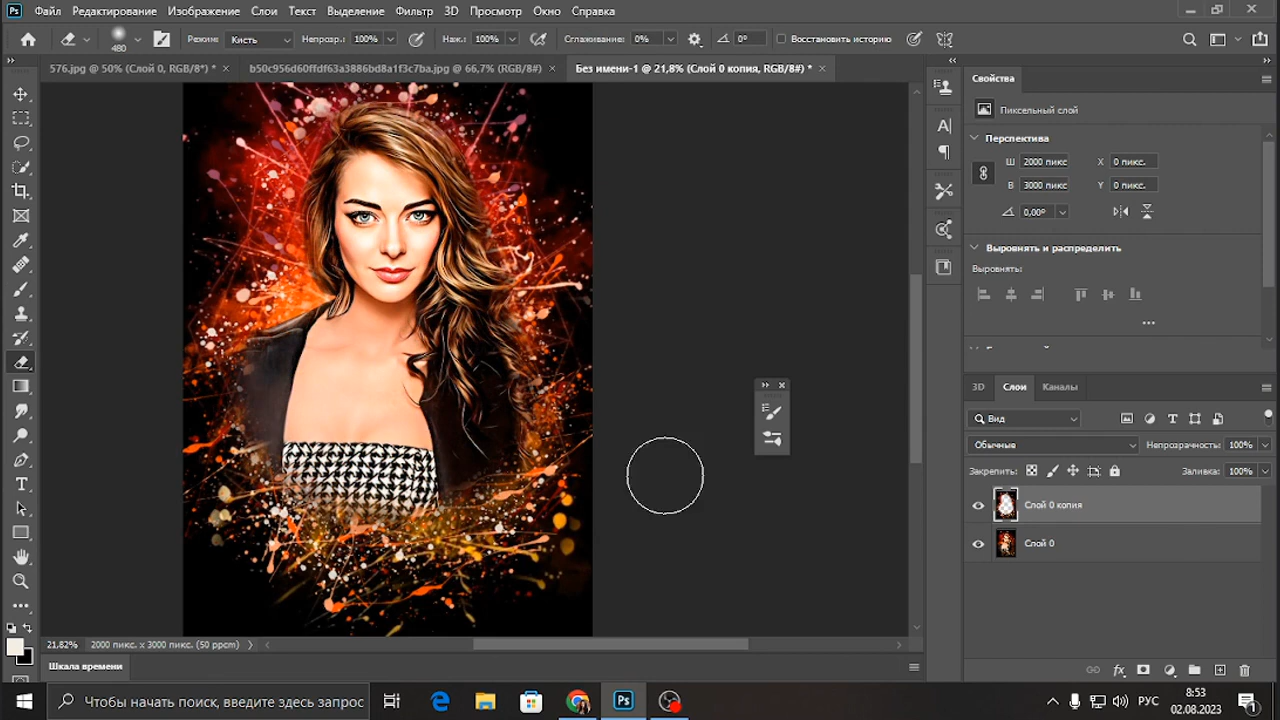 Ps Файл Редактирование Изображение Слои Текст Выделение Фильтр 3D Просмотр Окно Справка
480 Режим: Кисть Непрозр.: 100% Наж.: 100% Сглаживание: 0% 0° Восстановить историю
576.jpg @ 50% (Слой 0, RGB/8*) * × b50c956d60ffdf63a3886bd8a1f3c7ba.jpg @ 66,7% (RGB/8#) × Без имени-1 @ 21,8% (Слой 0 копия, RGB/8#) * ×
Свойства
Пиксельный слой
Перспектива
Ш 2000 пикс X 0 пикс.
В 3000 пикс Y 0 пикс.
0,00°
Выровнять и распределить
Выровнять:
3D Слои Каналы
Вид
Обычные Непрозрачность: 100%
Закрепить: Заливка: 100%
Слой 0 копия
Слой 0
21,82% 2000 пикс. x 3000 пикс. (50 ppcm)
Шкала времени
Чтобы начать поиск, введите здесь запрос
Ps
РУС
8:53
02.08.2023
1